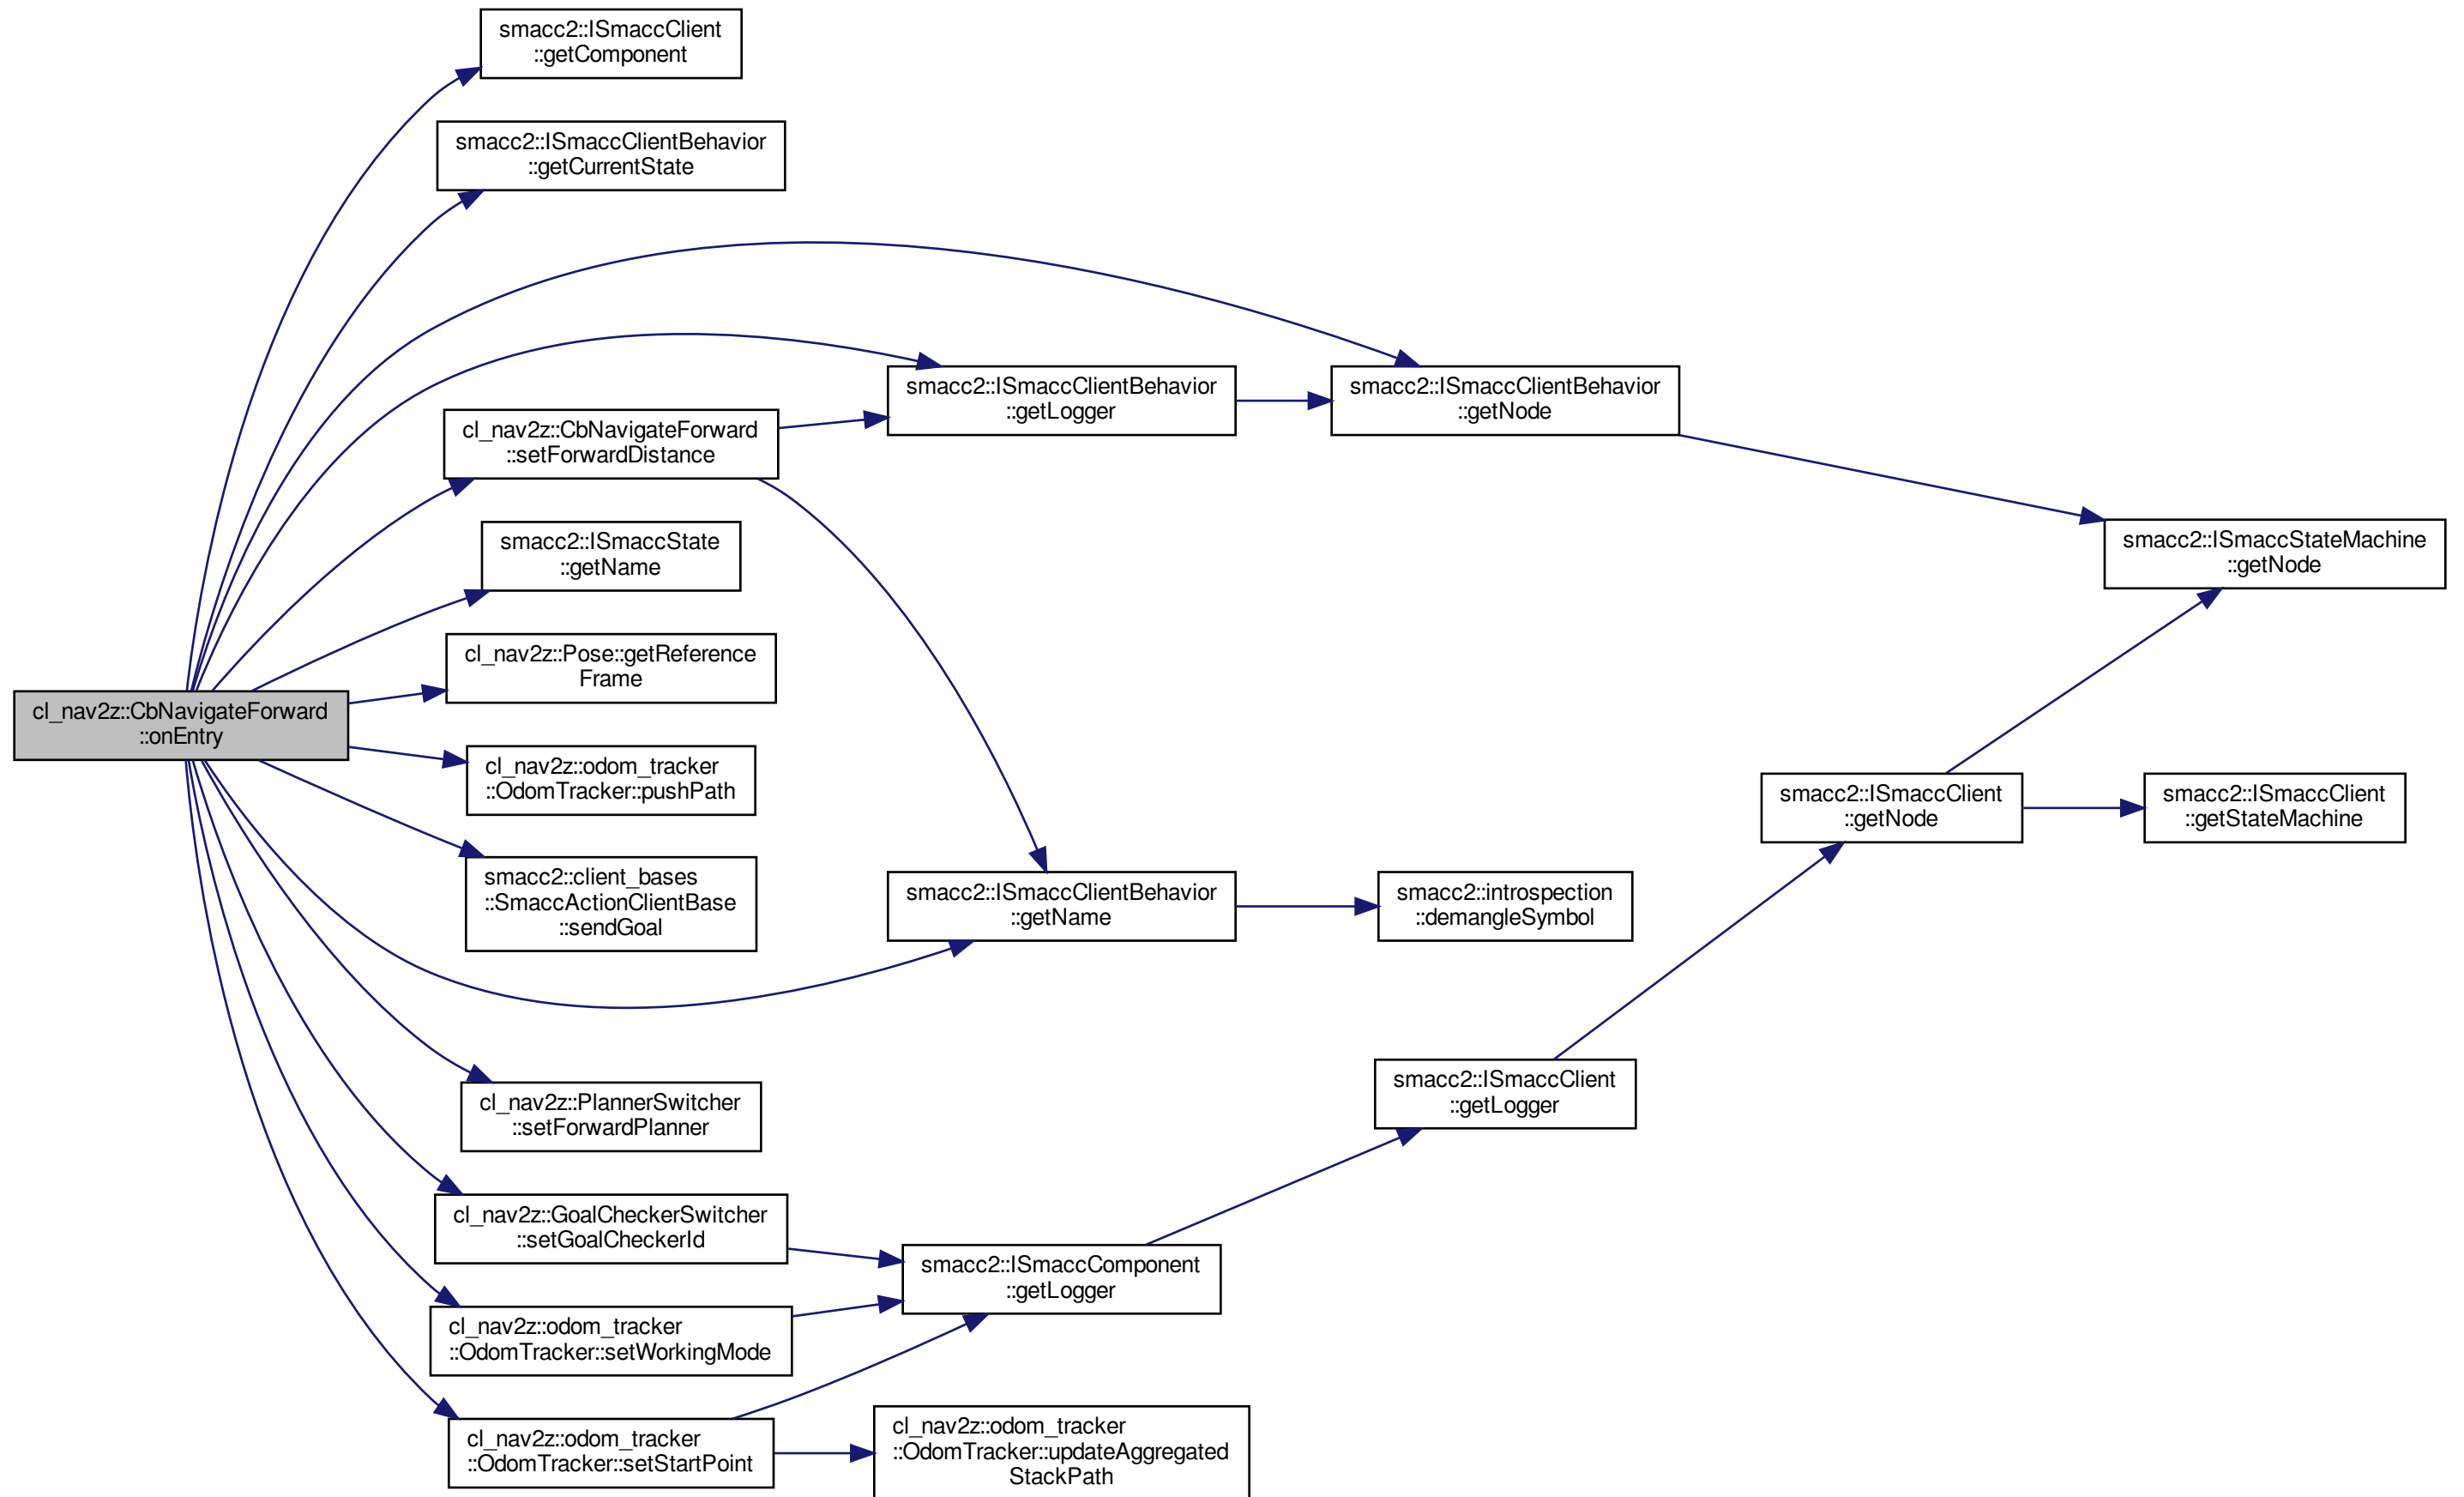 smacc2::ISmaccClient
::getComponent
smacc2::ISmaccClientBehavior
::getCurrentState
smacc2::ISmaccClientBehavior
::getLogger
smacc2::ISmaccClientBehavior
::getNode
cl_nav2z::CbNavigateForward
::setForwardDistance
smacc2::ISmaccState
::getName
smacc2::ISmaccStateMachine
::getNode
cl_nav2z::Pose::getReference
Frame
cl_nav2z::CbNavigateForward
::onEntry
cl_nav2z::odom_tracker
::OdomTracker::pushPath
smacc2::ISmaccClient
::getNode
smacc2::ISmaccClient
::getStateMachine
smacc2::client_bases
::SmaccActionClientBase
::sendGoal
smacc2::ISmaccClientBehavior
::getName
smacc2::introspection
::demangleSymbol
cl_nav2z::PlannerSwitcher
::setForwardPlanner
smacc2::ISmaccClient
::getLogger
cl_nav2z::GoalCheckerSwitcher
::setGoalCheckerId
smacc2::ISmaccComponent
::getLogger
cl_nav2z::odom_tracker
::OdomTracker::setWorkingMode
cl_nav2z::odom_tracker
::OdomTracker::setStartPoint
cl_nav2z::odom_tracker
::OdomTracker::updateAggregated
StackPath